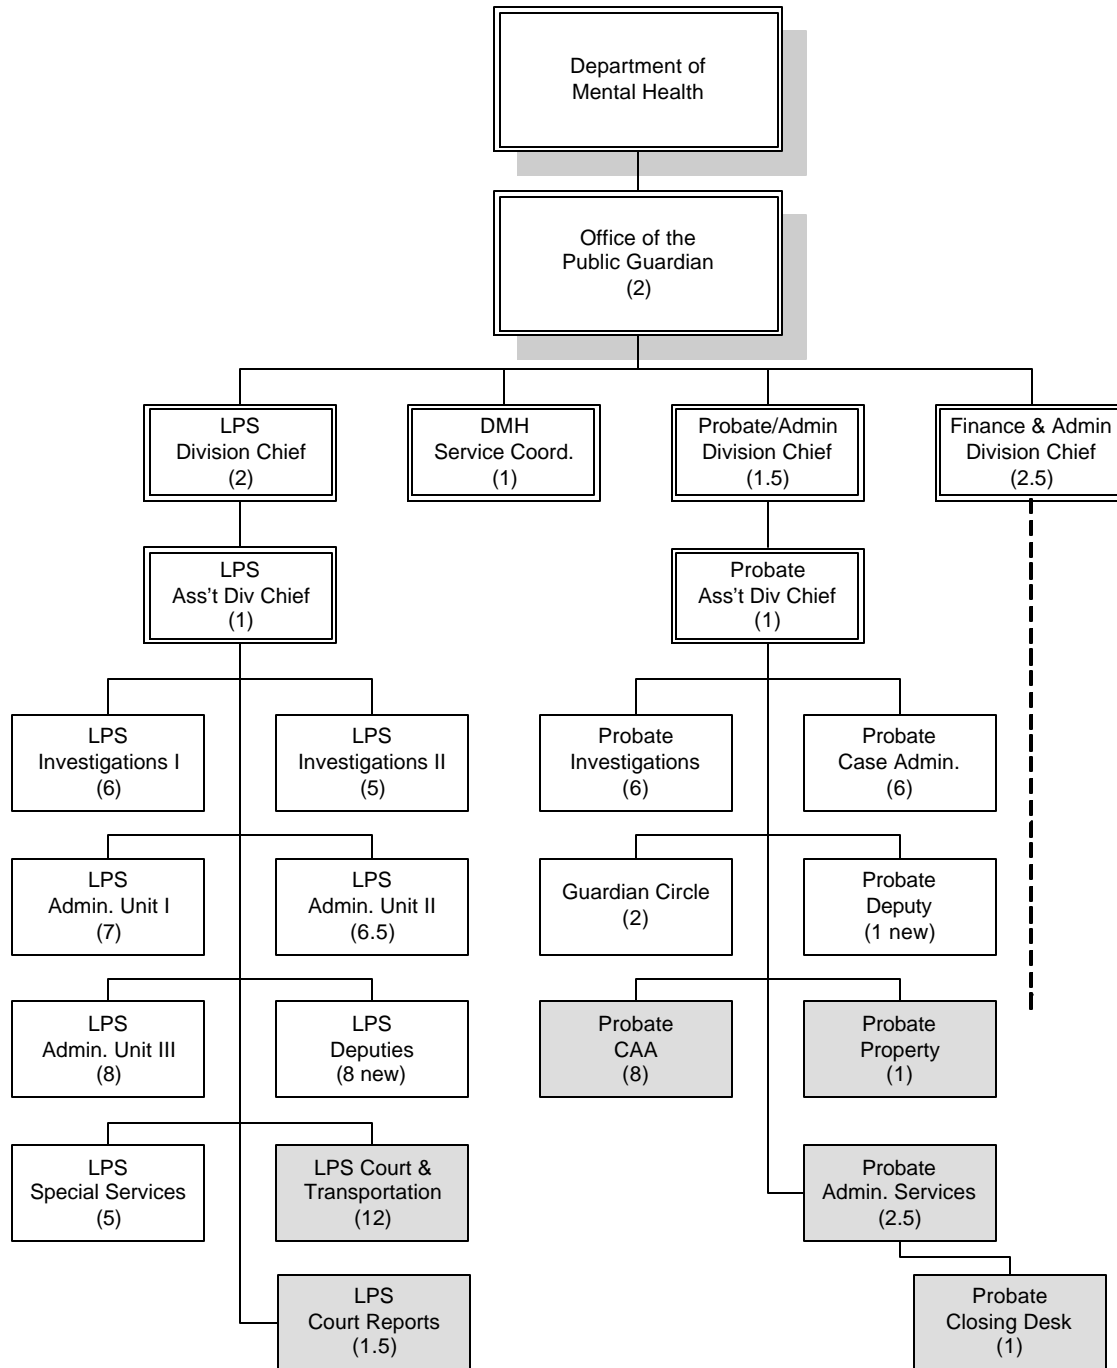 Department of
Mental Health
Office of the
Public Guardian
(2)
LPS
Division Chief
(2)
DMH
Service Coord.
(1)
Probate/Admin
Division Chief
(1.5)
Finance & Admin
Division Chief
(2.5)
LPS
Ass't Div Chief
(1)
Probate
Ass't Div Chief
(1)
LPS
Investigations I
(6)
LPS
Investigations II
(5)
Probate
Investigations
(6)
Probate
Case Admin.
(6)
LPS
Admin. Unit I
(7)
LPS
Admin. Unit II
(6.5)
Guardian Circle
(2)
Probate
Deputy
(1 new)
LPS
Admin. Unit III
(8)
LPS
Deputies
(8 new)
Probate
CAA
(8)
Probate
Property
(1)
LPS
Special Services
(5)
LPS Court &
Transportation
(12)
Probate
Admin. Services
(2.5)
LPS
Court Reports
(1.5)
Probate
Closing Desk
(1)